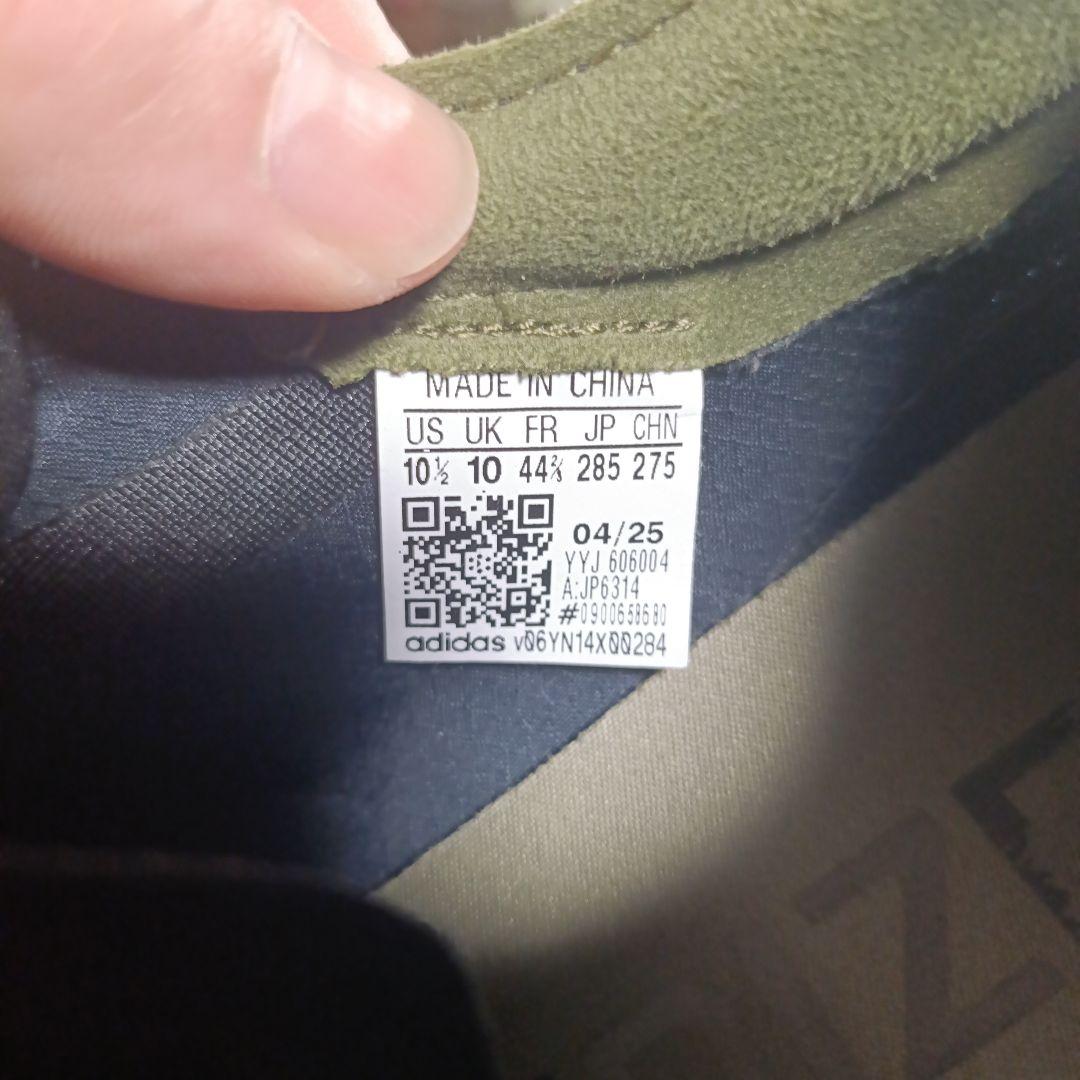 MADE IN CHINA
US UK FR JP CHN
10½ 10 44⅔ 285 275
04/25
YYJ 606004
A:JP6314
#0900658680
adidas v06YN14X00284